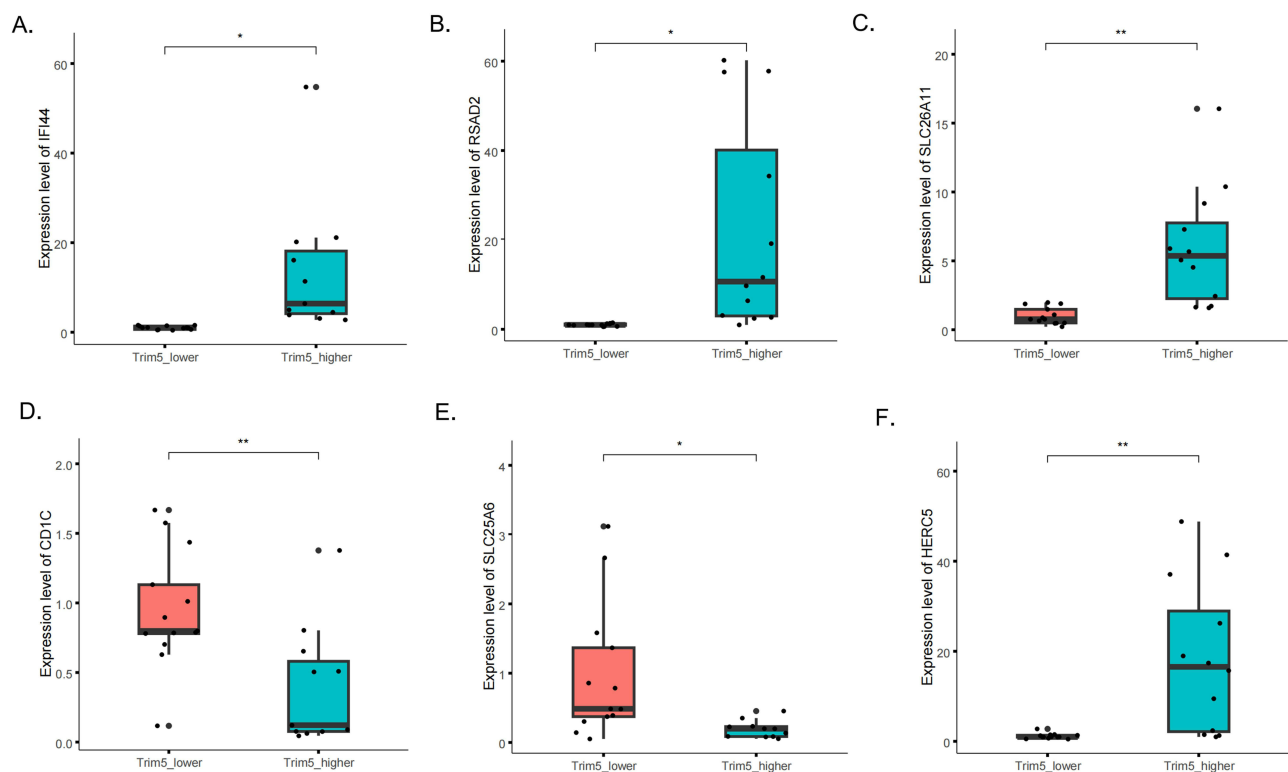 A.
*
Expression level of IFI44
60
40
20
0
Trim5_lower
Trim5_higher
B.
*
Expression level of RSAD2
60
40
20
0
Trim5_lower
Trim5_higher
C.
**
Expression level of SLC26A11
20
15
10
5
0
Trim5_lower
Trim5_higher
D.
**
Expression level of CD1C
2.0
1.5
1.0
0.5
0.0
Trim5_lower
Trim5_higher
E.
*
Expression level of SLC25A6
4
3
2
1
0
Trim5_lower
Trim5_higher
F.
**
Expression level of HERC5
60
40
20
0
Trim5_lower
Trim5_higher